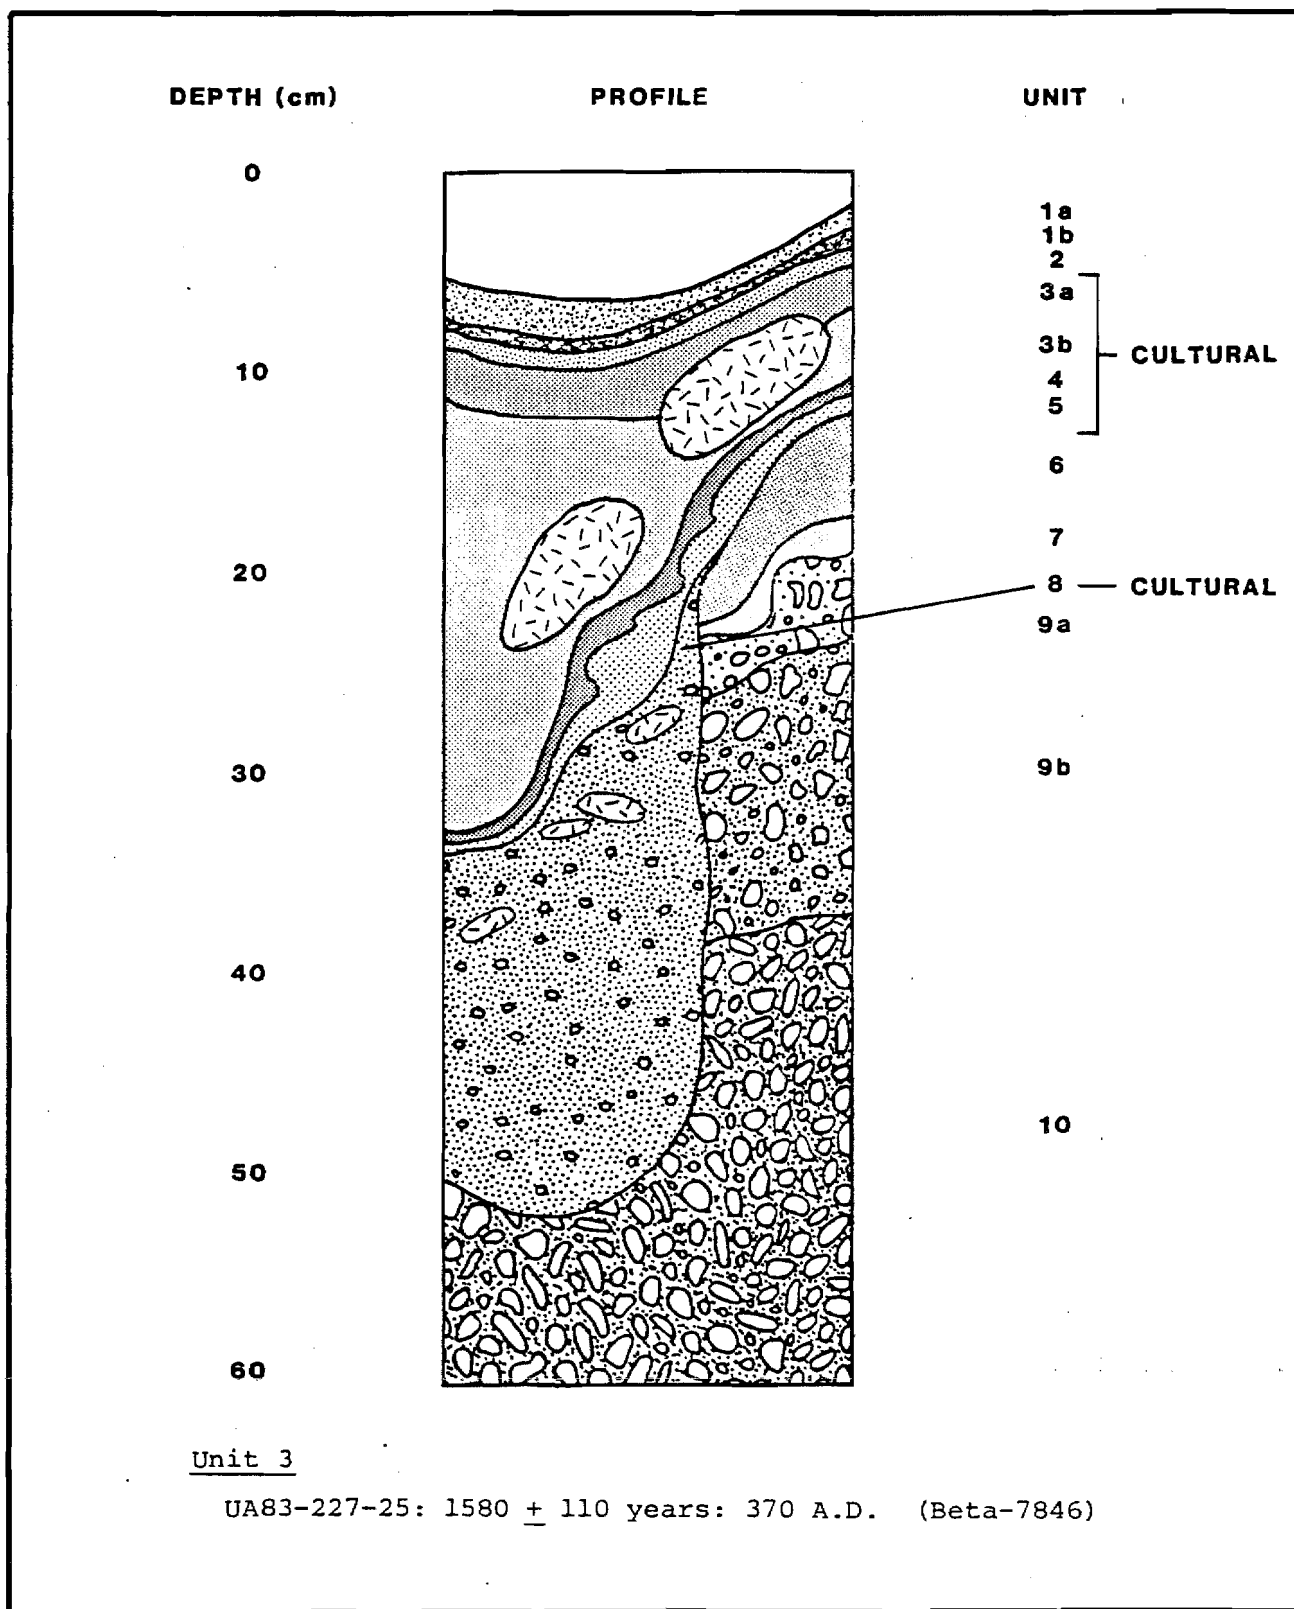 DEPTH (cm) PROFILE UNIT
0
1a
1b
2
3a
3b CULTURAL
10
4
5
6
7
20
8 CULTURAL
9a
30 9b
40
10
50
60
Unit 3
UA83-227-25: 1580 ± 110 years: 370 A.D. (Beta-7846)